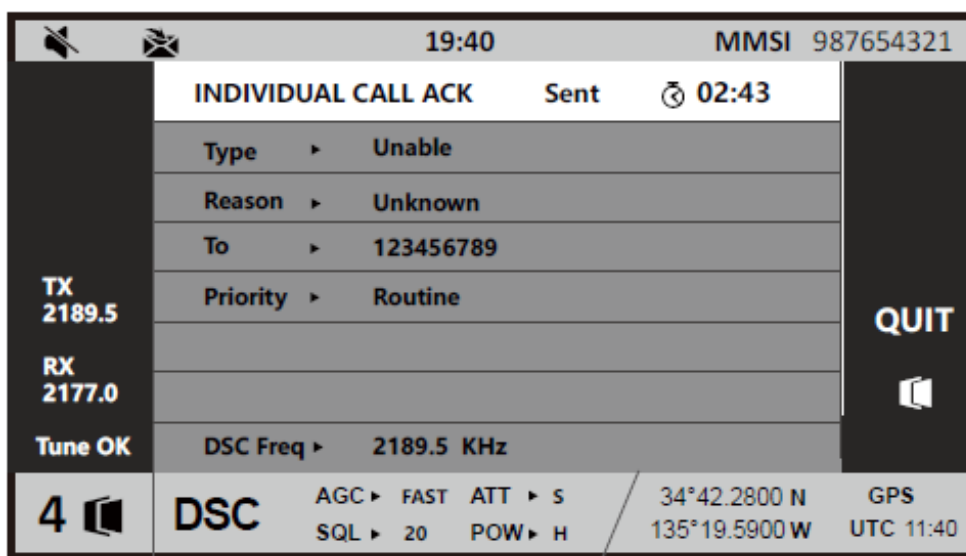 19:40 MMSI 987654321
INDIVIDUAL CALL ACK Sent 02:43
Type ▸ Unable
Reason ▸ Unknown
To ▸ 123456789
Priority ▸ Routine
DSC Freq ▸ 2189.5 KHz
TX
2189.5
RX
2177.0
Tune OK
QUIT
4
DSC
AGC ▸ FAST ATT ▸ S
SQL ▸ 20 POW ▸ H
34°42.2800 N
135°19.5900 W
GPS
UTC 11:40